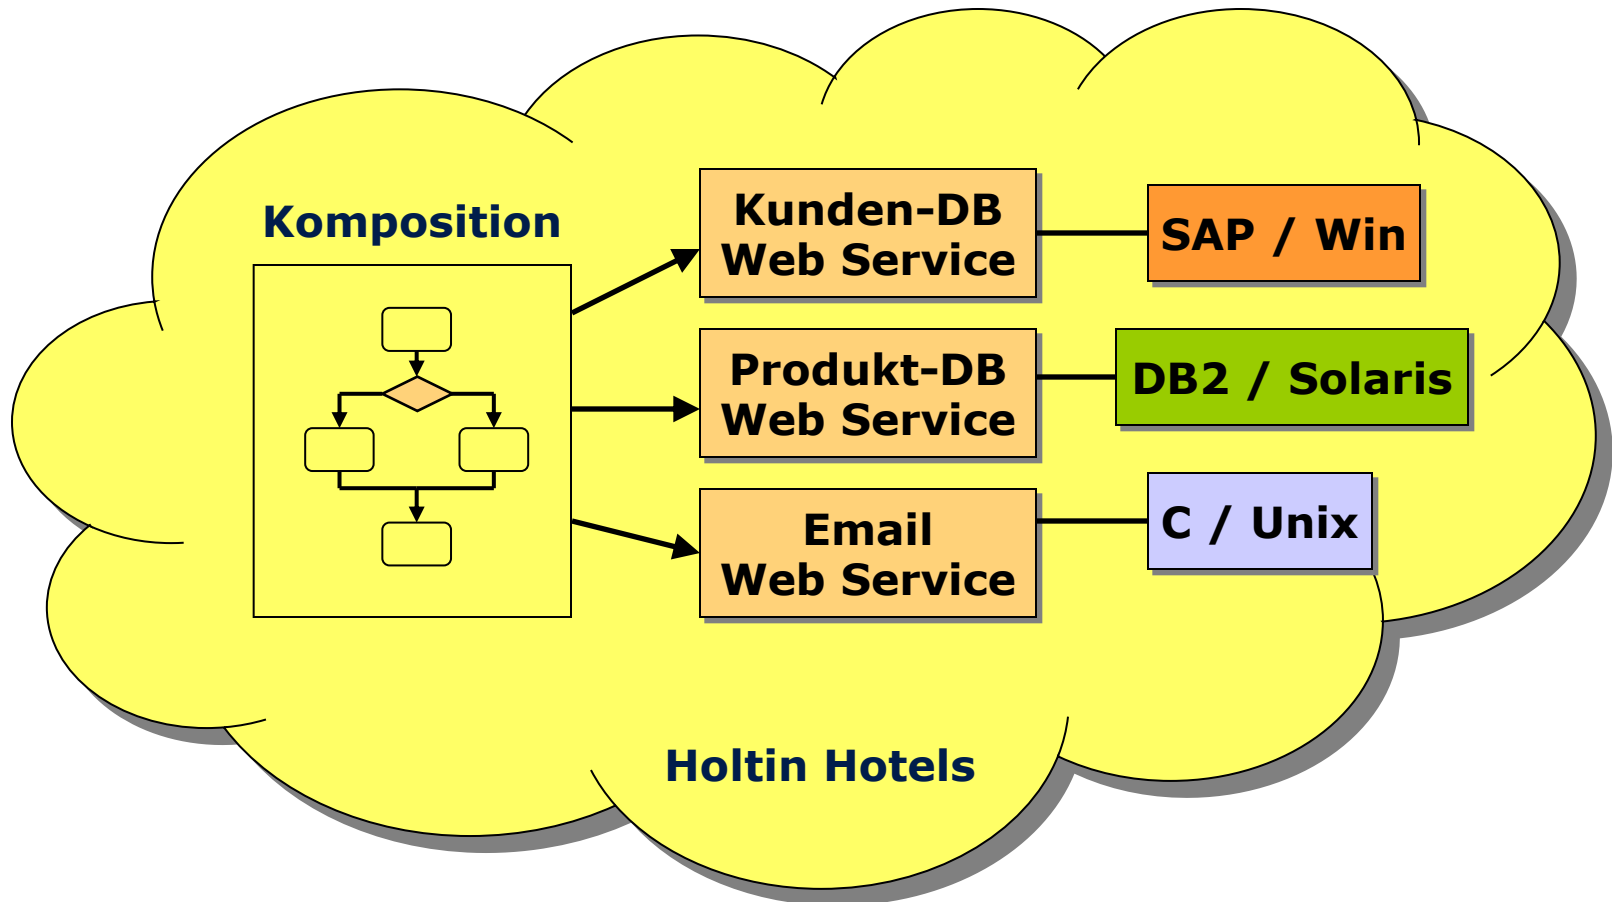 Komposition
Kunden-DB
Web Service
SAP / Win
Produkt-DB
Web Service
DB2 / Solaris
Email
Web Service
C / Unix
Holtin Hotels